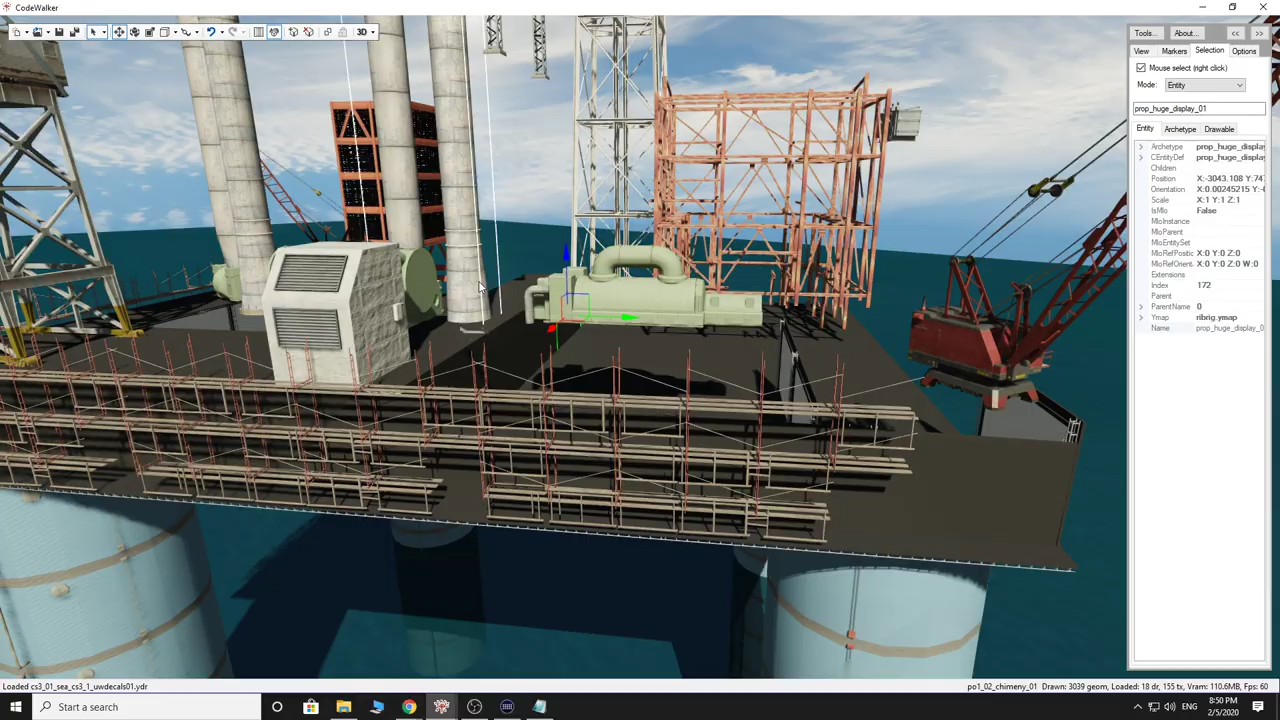 CodeWalker
3D
Tools...
About...
<<
>>
View
Markers
Selection
Options
Mouse select (right click)
Mode:
Entity
prop_huge_display_01
Entity
Archetype
Drawable
Archetype prop_huge_display
CEntityDef prop_huge_display
Children
Position X:-3043.108 Y:74
Orientation X:0.00245215 Y:-
Scale X:1 Y:1 Z:1
IsMlo False
MloInstance
MloParent
MloEntitySet
MloRefPositic X:0 Y:0 Z:0
MloRefOrient X:0 Y:0 Z:0 W:0
Extensions
Index 172
Parent
ParentName 0
Ymap ribrig.ymap
Name prop_huge_display_0
Loaded cs3_01_sea_cs3_1_uwdecals01.ydr
po1_02_chimeny_01 Drawn: 3039 geom, Loaded: 18 dr, 155 tx, Vram: 110.6MB, Fps: 60
Start a search
ENG
8:50 PM
2/5/2020